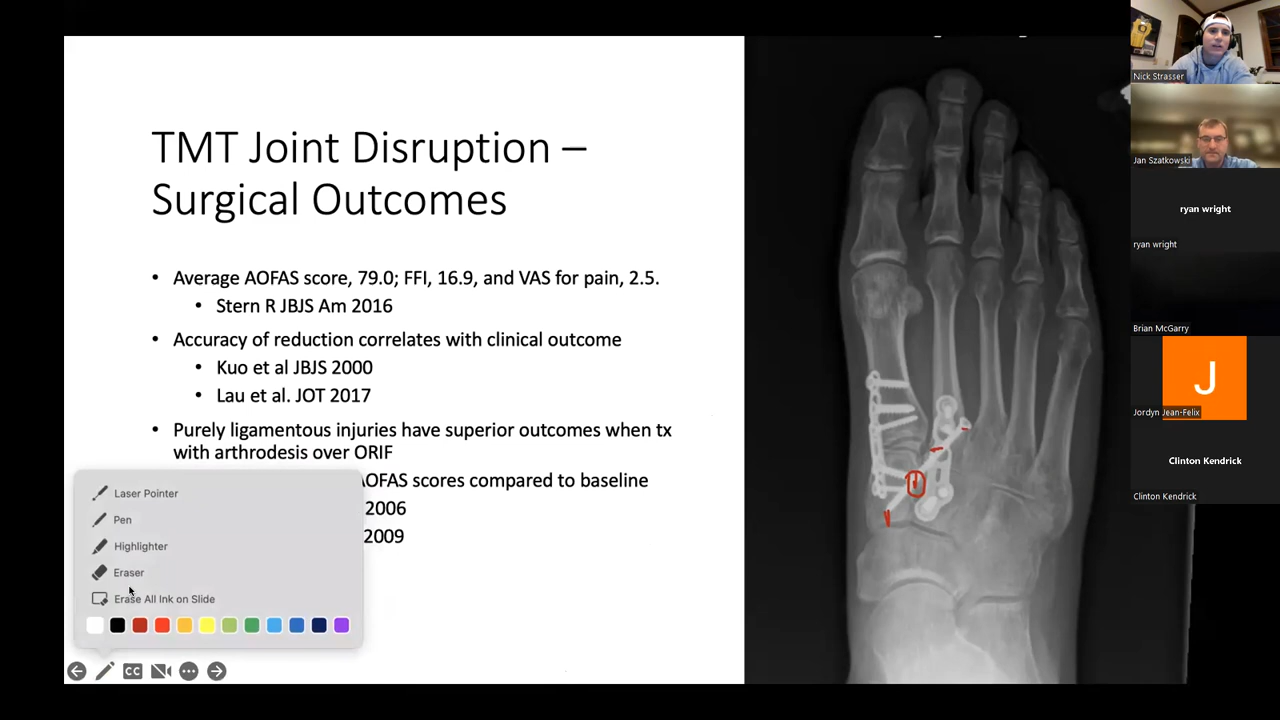 TMT Joint Disruption –
Surgical Outcomes
• Average AOFAS score, 79.0; FFI, 16.9, and VAS for pain, 2.5.
• Stern R JBJS Am 2016
• Accuracy of reduction correlates with clinical outcome
• Kuo et al JBJS 2000
• Lau et al. JOT 2017
• Purely ligamentous injuries have superior outcomes when tx
with arthrodesis over ORIF
AOFAS scores compared to baseline
2006
2009
Laser Pointer
Pen
Highlighter
Eraser
Erase All Ink on Slide
CC
Nick Strasser
Jan Szatkowski
ryan wright
ryan wright
Brian McGarry
J
Jordyn Jean-Felix
Clinton Kendrick
Clinton Kendrick